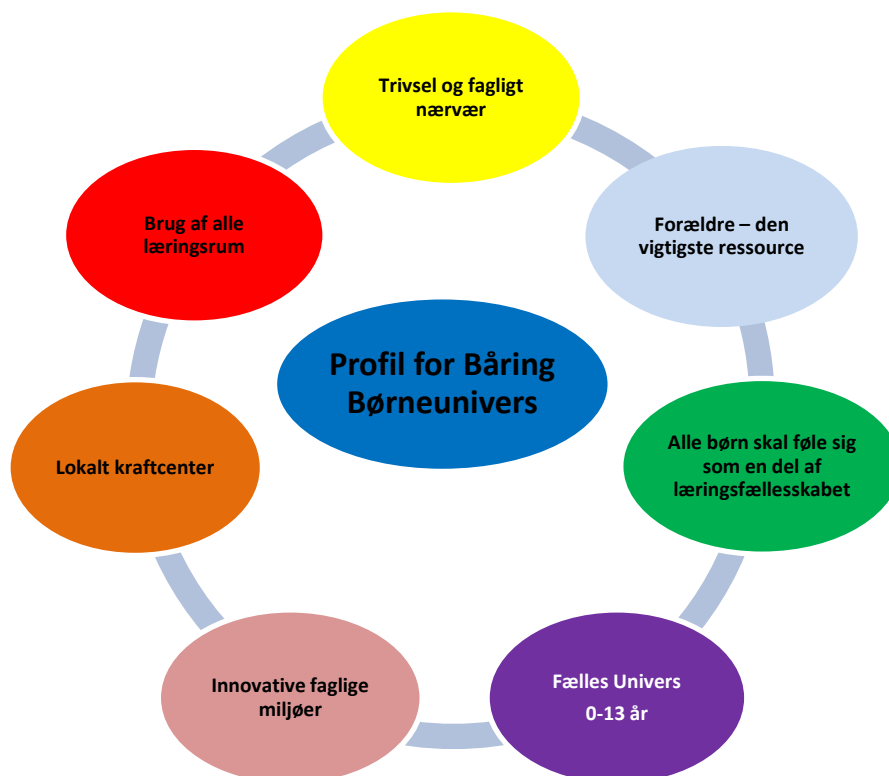 Trivsel og fagligt
nærvær
Forældre – den
vigtigste ressource
Brug af alle
læringsrum
Profil for Båring
Børneunivers
Alle børn skal føle sig
som en del af
læringsfællesskabet
Lokalt kraftcenter
Fælles Univers
0-13 år
Innovative faglige
miljøer